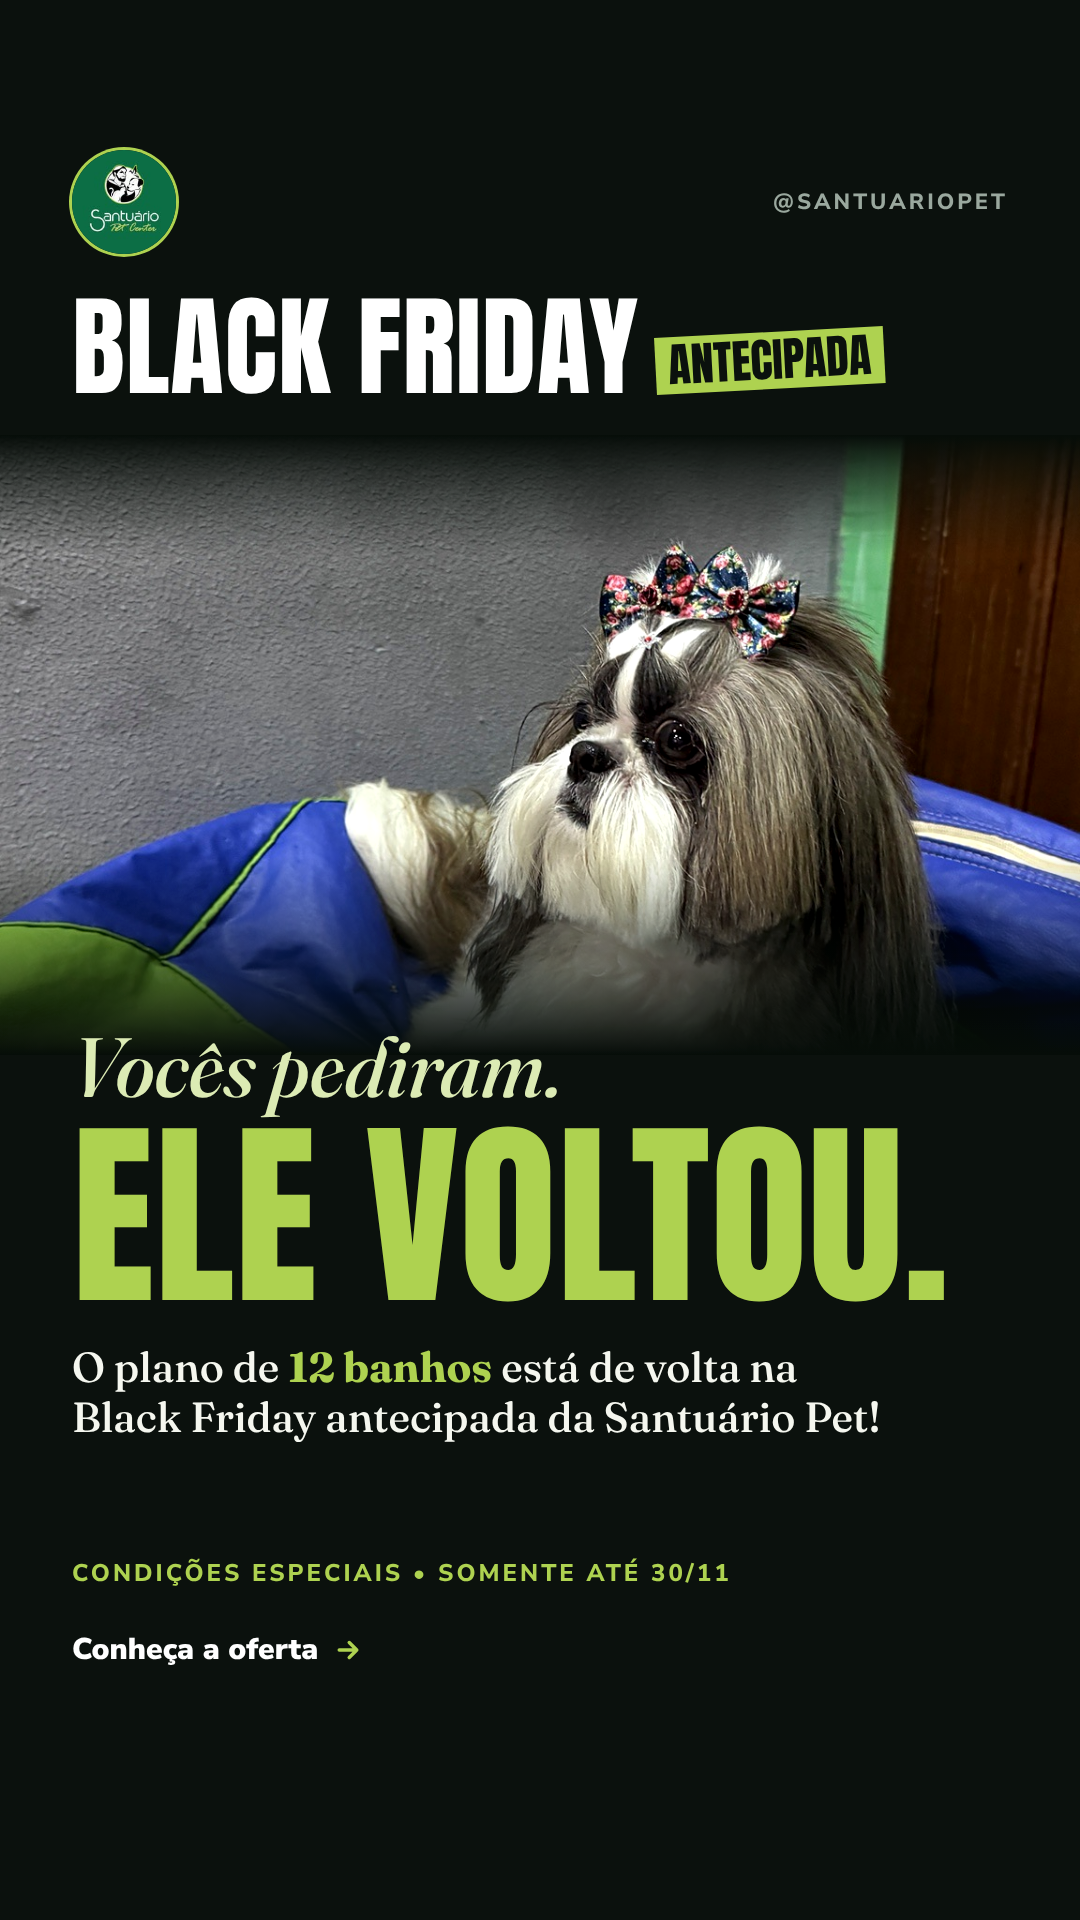 Santuário
Pet Center
@SANTUARIOPET
BLACK FRIDAY
ANTECIPADA
Vocês pediram.
ELE VOLTOU.
O plano de 12 banhos está de volta na
Black Friday antecipada da Santuário Pet!
CONDIÇÕES ESPECIAIS • SOMENTE ATÉ 30/11
Conheça a oferta →